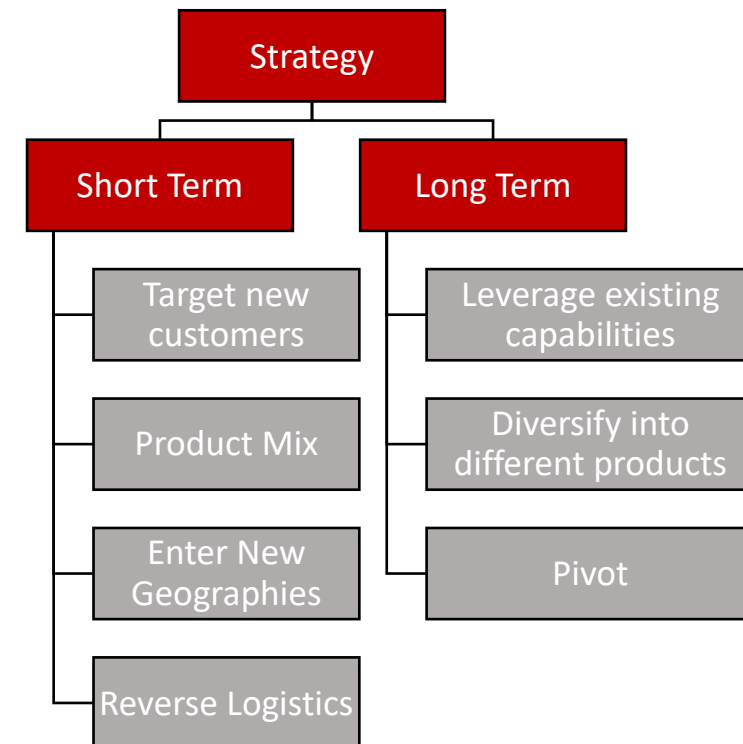 Strategy
Short Term
Long Term
Target new
customers
Product Mix
Enter New
Geographies
Reverse Logistics
Leverage existing
capabilities
Diversify into
different products
Pivot